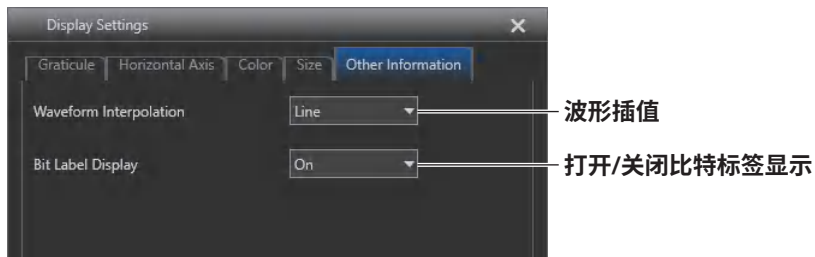 Display Settings
Graticule Horizontal Axis Color Size Other Information
Waveform Interpolation Line 波形插值
Bit Label Display On 打开/关闭比特标签显示